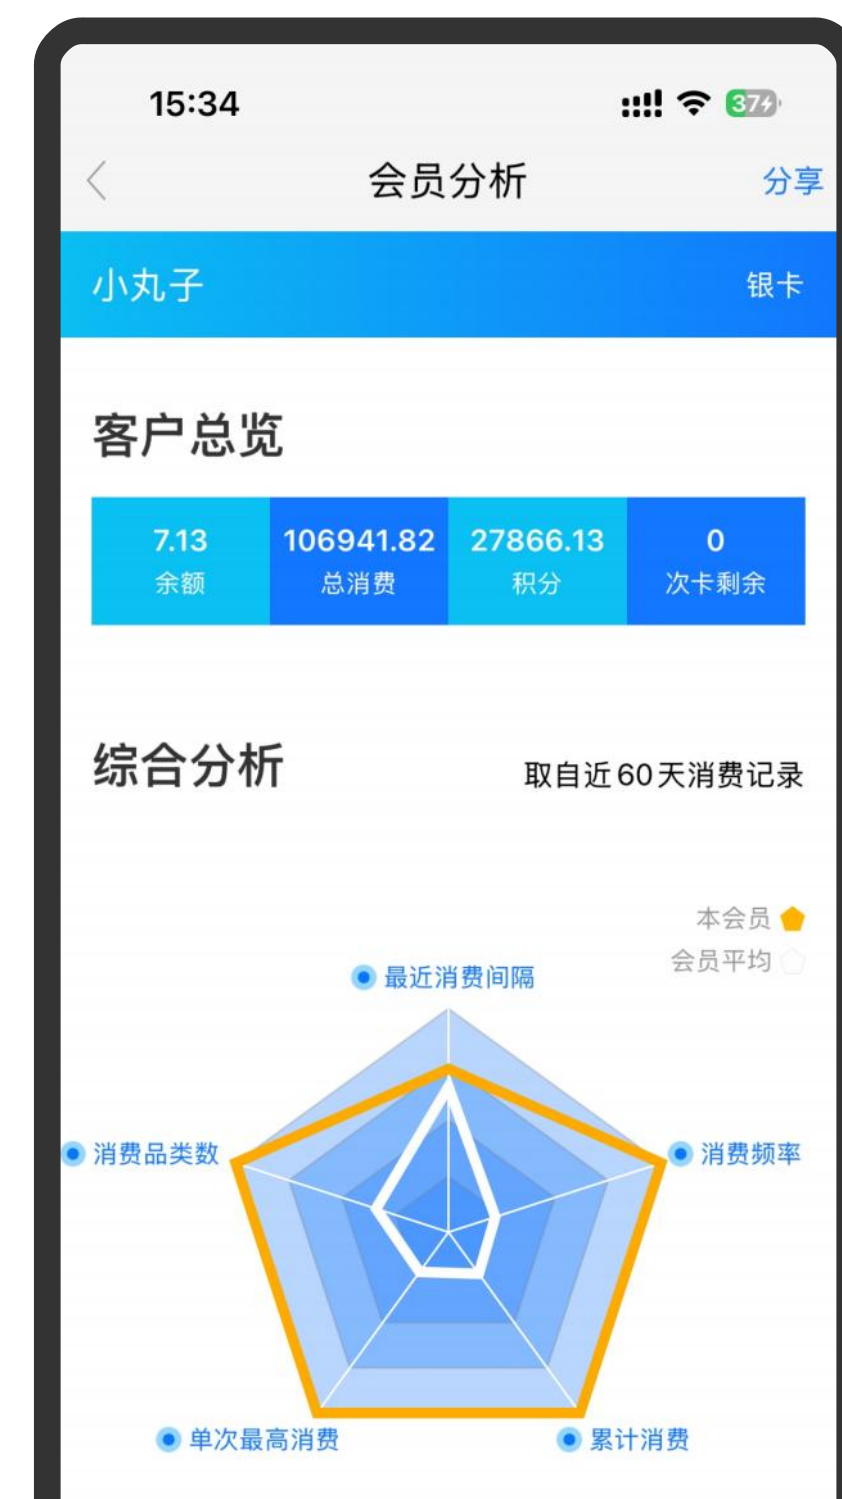 15:34
37
会员分析
分享
小丸子
银卡
客户总览
7.13
106941.82
27866.13
0
余额
总消费
积分
次卡剩余
综合分析
取自近60天消费记录
本会员
会员平均
最近消费间隔
消费品类数
消费频率
单次最高消费
累计消费